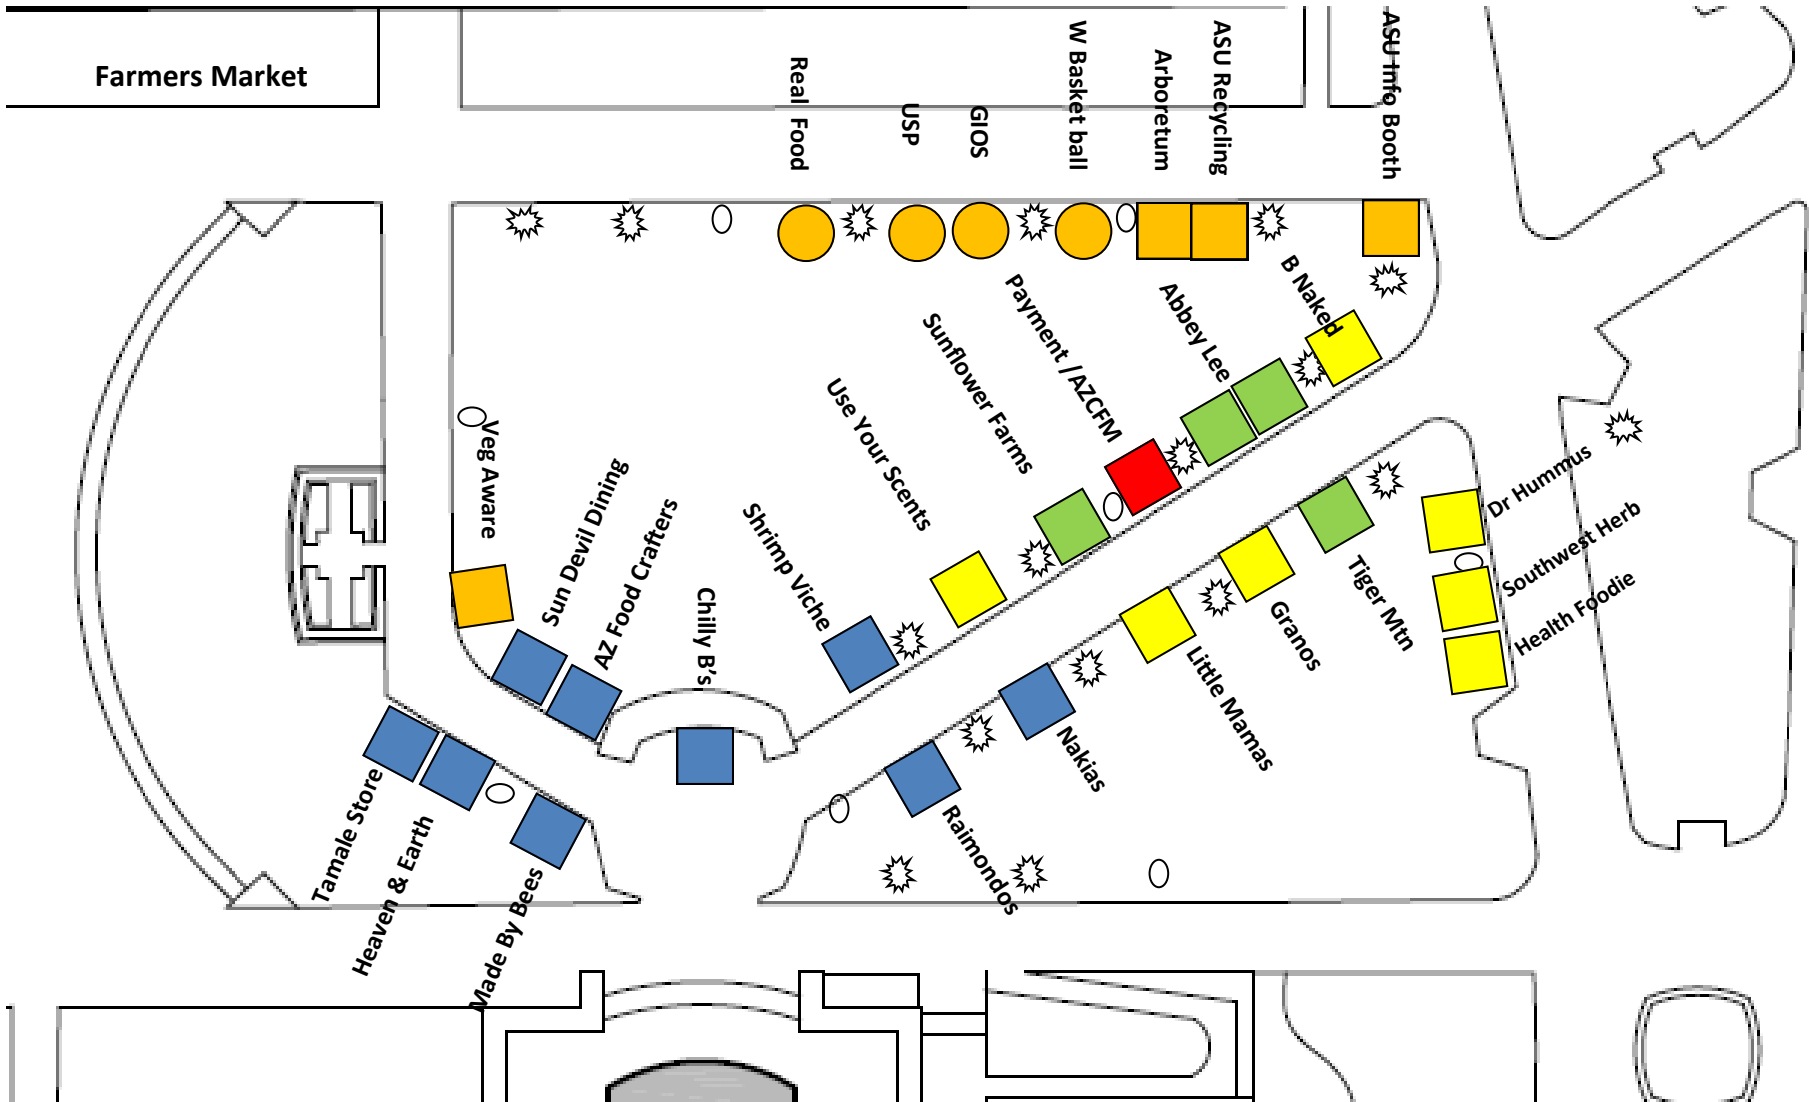 Farmers Market
Real Food
USP
GIOS
W Basket ball
Arboretum
ASU Recycling
ASU Info Booth
B Naked
Abbey Lee
Payment /AZCFM
Sunflower Farms
Use Your Scents
Shrimp Viche
Veg Aware
Sun Devil Dining
AZ Food Crafters
Chilly B's
Dr Hummus
Southwest Herb
Health Foodie
Tiger Mtn
Granos
Little Mamas
Nakias
Raimondos
Tamale Store
Heaven & Earth
Made By Bees